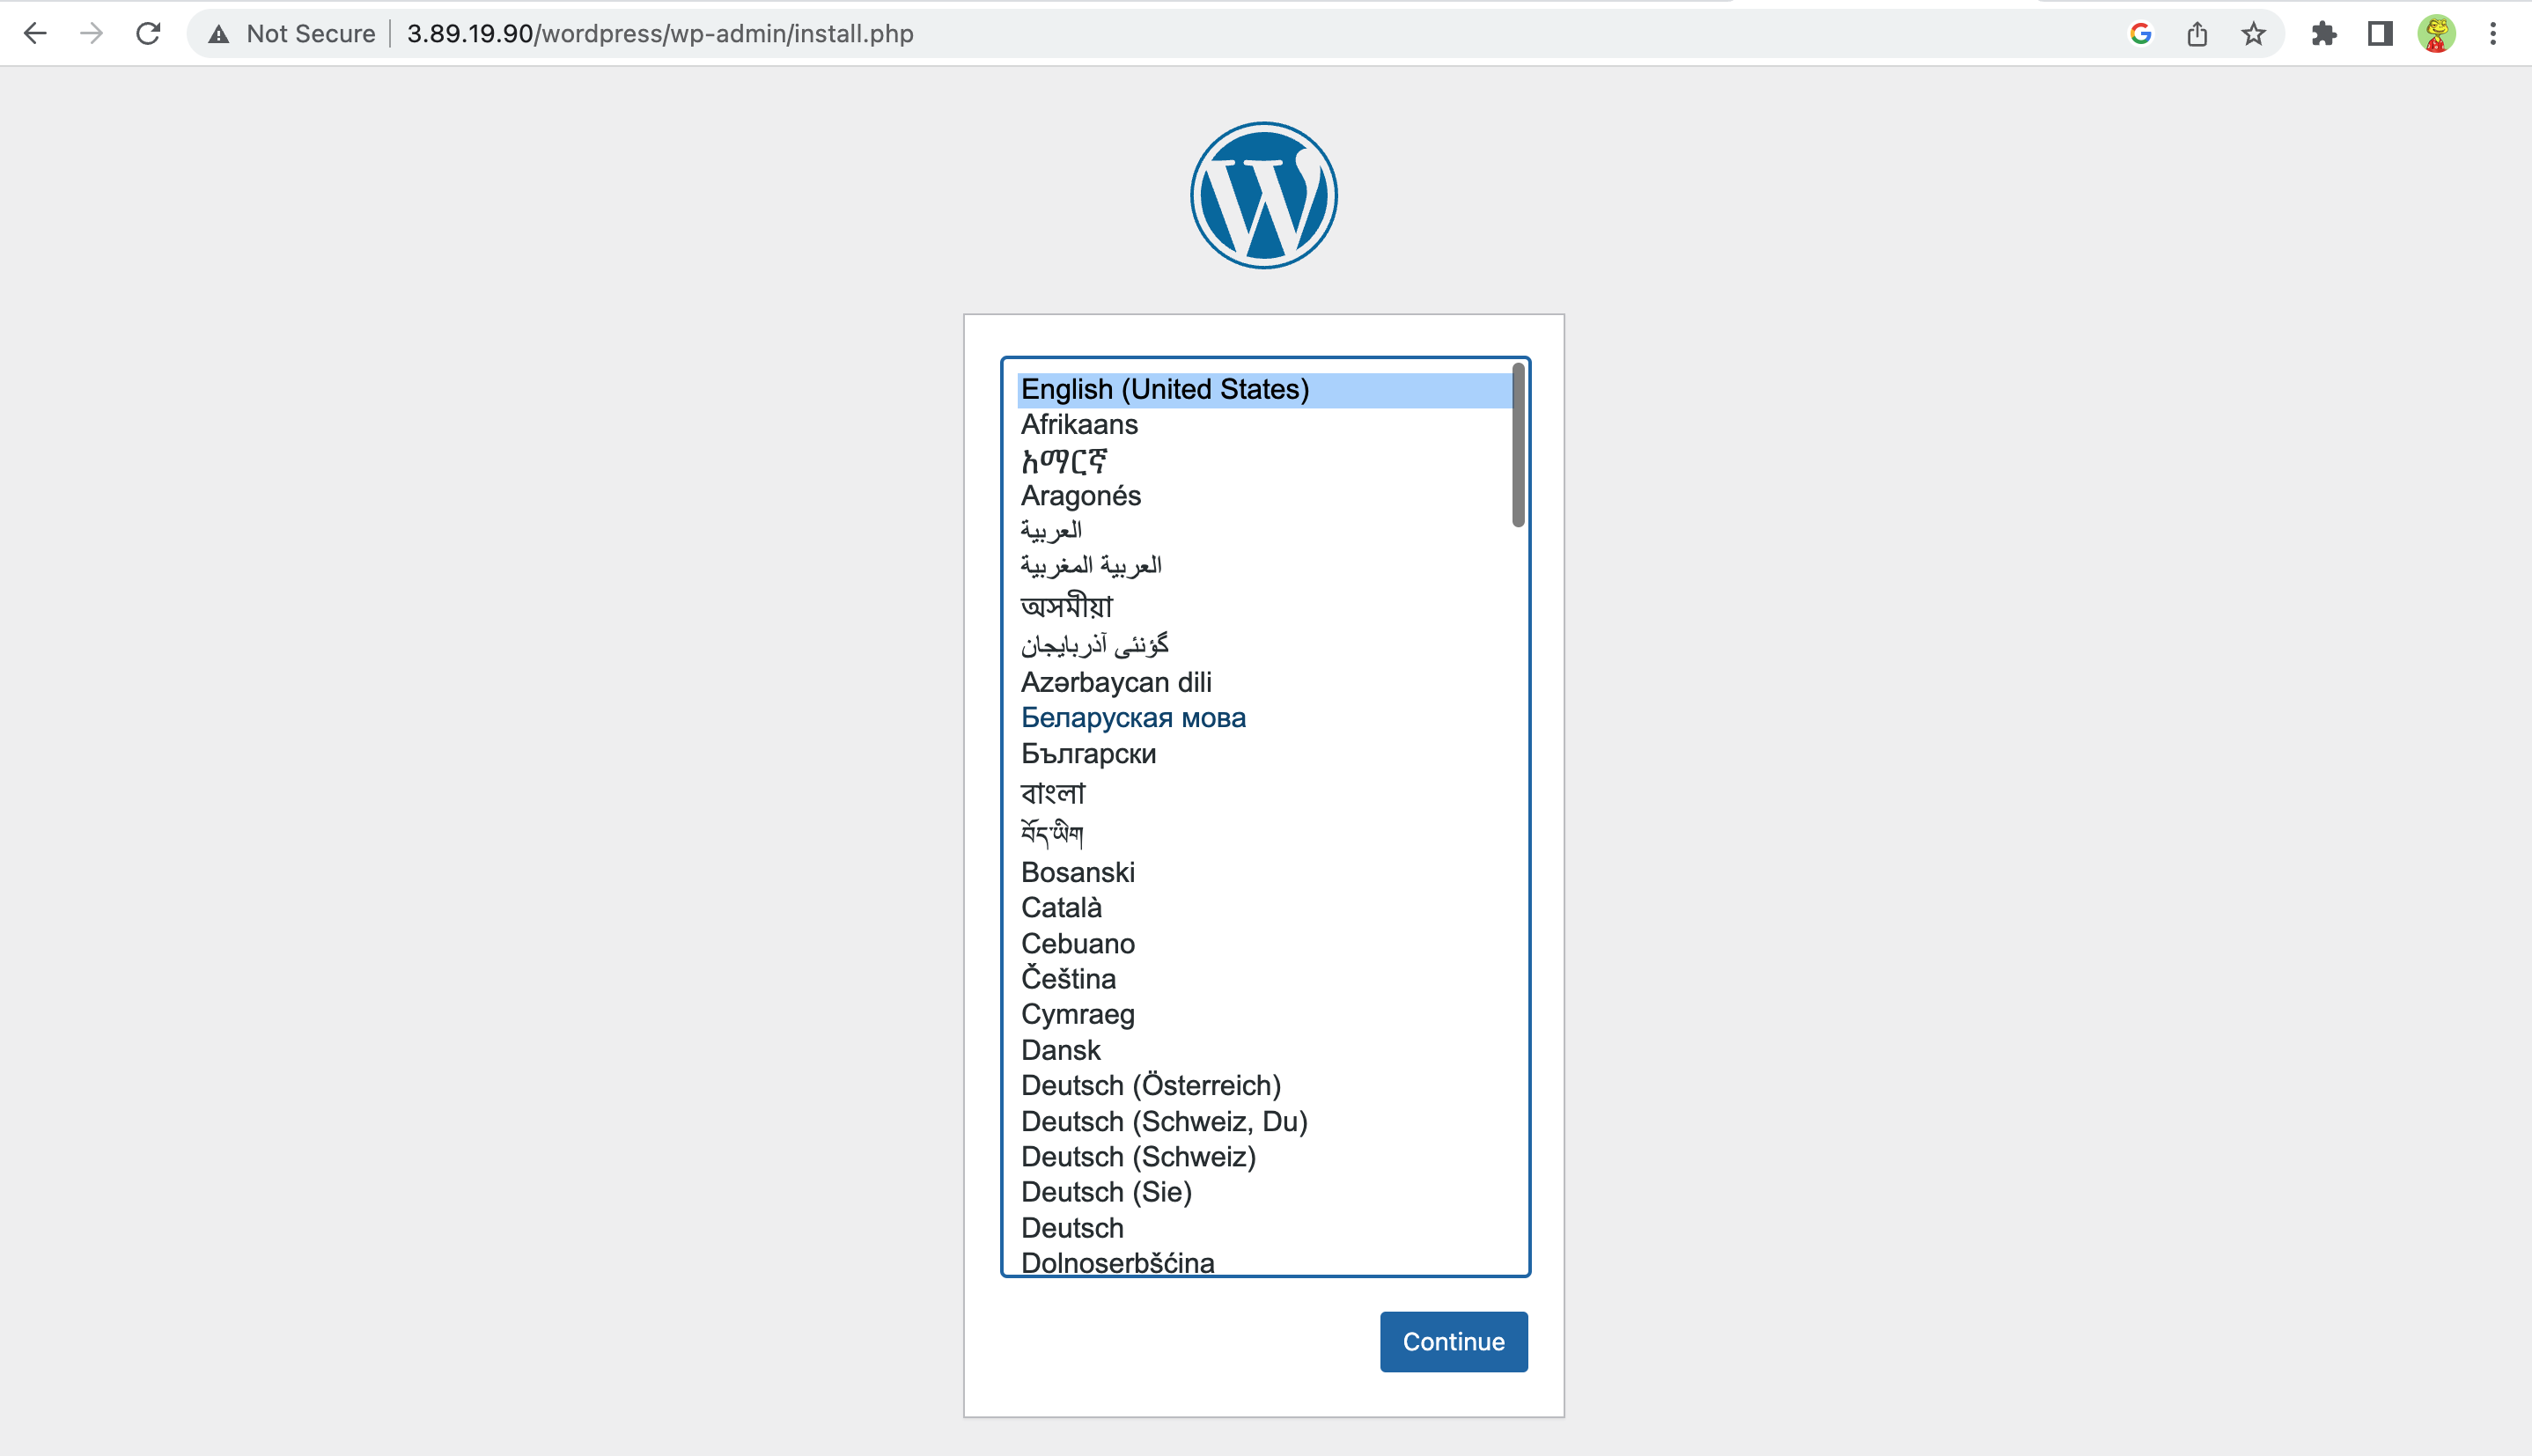 Not Secure | 3.89.19.90/wordpress/wp-admin/install.php
English (United States)
Afrikaans
አማርኛ
Aragonés
العربية
العربية المغربية
অসমীয়া
گؤنئی آذربایجان
Azərbaycan dili
Беларуская мова
Български
বাংলা
བོད་ཡིག
Bosanski
Català
Cebuano
Čeština
Cymraeg
Dansk
Deutsch (Österreich)
Deutsch (Schweiz, Du)
Deutsch (Schweiz)
Deutsch (Sie)
Deutsch
Dolnoserbšćina
Continue